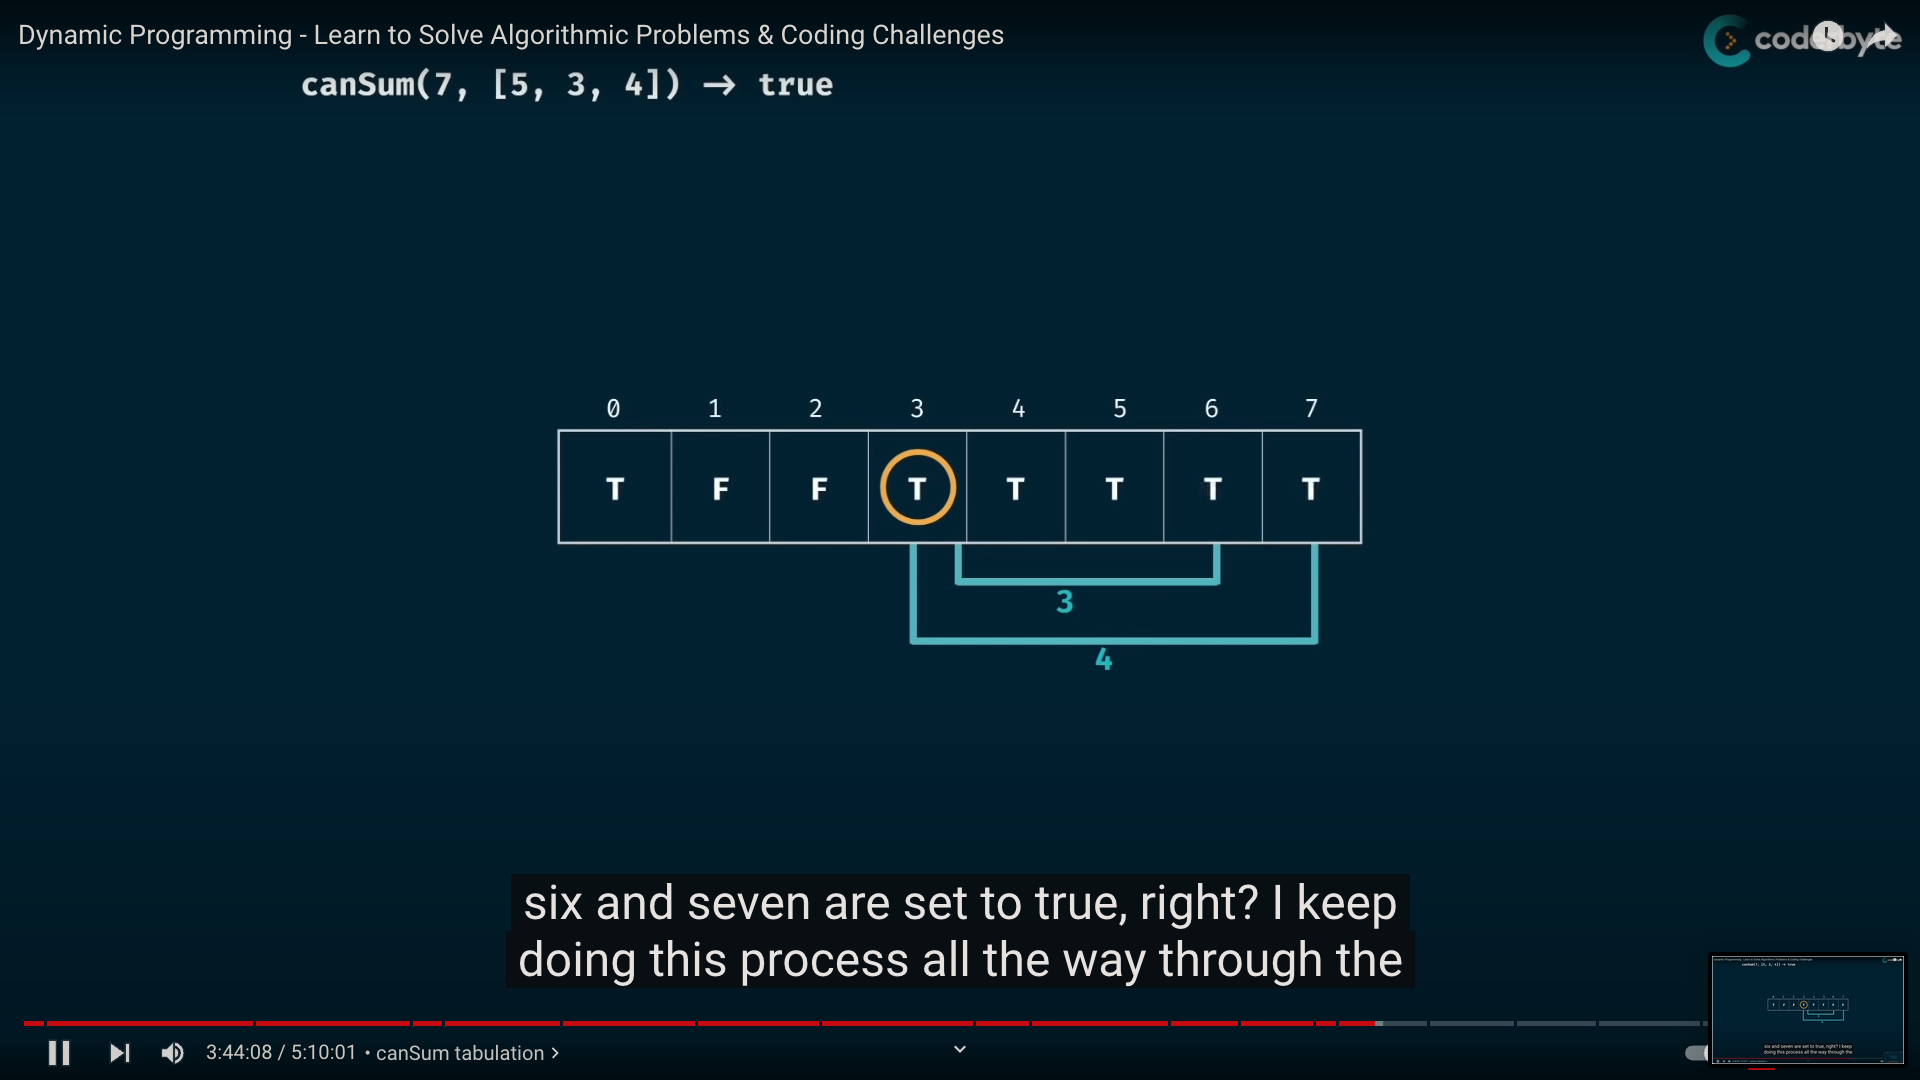 Dynamic Programming - Learn to Solve Algorithmic Problems & Coding Challenges
coderbyte
canSum(7, [5, 3, 4]) → true
0 1 2 3 4 5 6 7
T F F T T T T T
3
4
six and seven are set to true, right? I keep
doing this process all the way through the
3:44:08 / 5:10:01 • canSum tabulation >